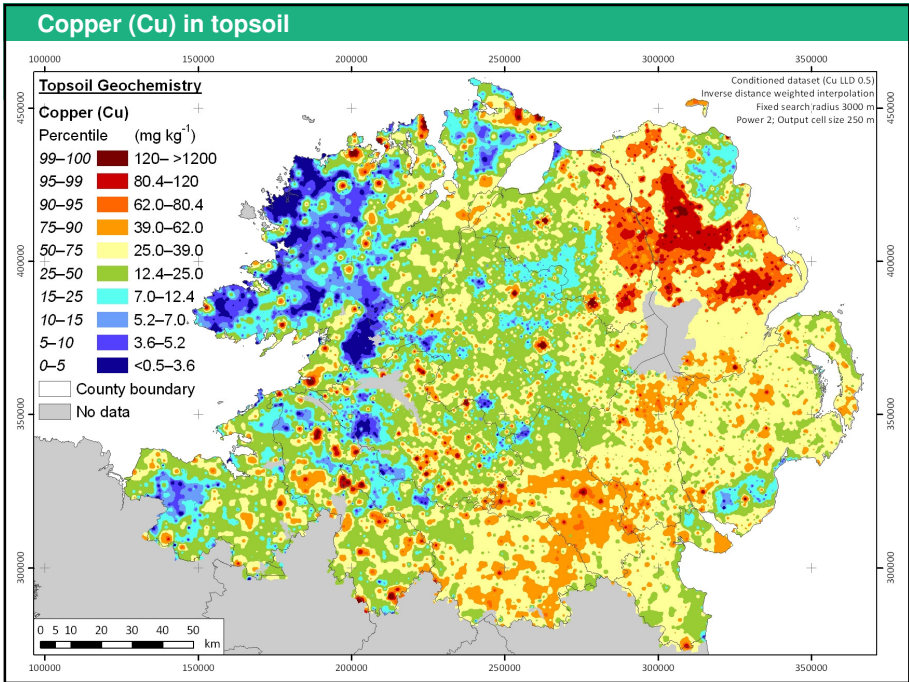 Copper (Cu) in topsoil
100000 150000 200000 250000 300000 350000
Topsoil Geochemistry
Conditioned dataset (Cu LLD 0.5)
Inverse distance weighted interpolation
Fixed search radius 3000 m
Power 2; Output cell size 250 m
Copper (Cu)
Percentile (mg kg⁻¹)
99–100 120– >1200
95–99 80.4–120
90–95 62.0–80.4
75–90 39.0–62.0
50–75 25.0–39.0
25–50 12.4–25.0
15–25 7.0–12.4
10–15 5.2–7.0
5–10 3.6–5.2
0–5 <0.5–3.6
County boundary
No data
450000 450000
400000 400000
350000 350000
300000 300000
0 5 10 20 30 40 50
km
100000 150000 200000 250000 300000 350000